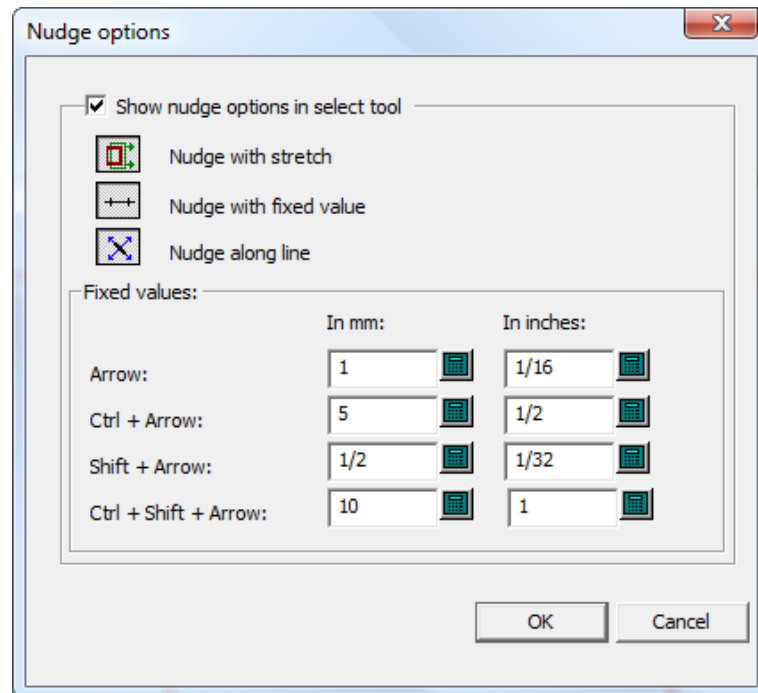 Nudge options
Show nudge options in select tool
Nudge with stretch
Nudge with fixed value
Nudge along line
Fixed values:
In mm: In inches:
Arrow: 1 1/16
Ctrl + Arrow: 5 1/2
Shift + Arrow: 1/2 1/32
Ctrl + Shift + Arrow: 10 1
OK Cancel